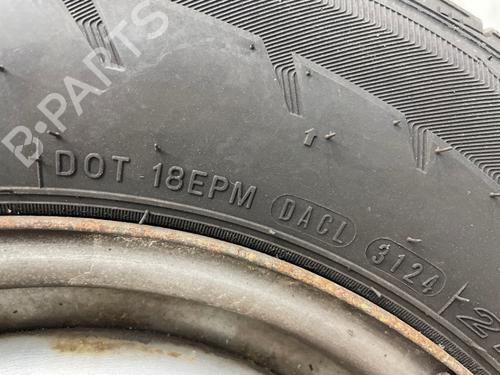 B-PARTS
DOT 18EPM DACL 3124